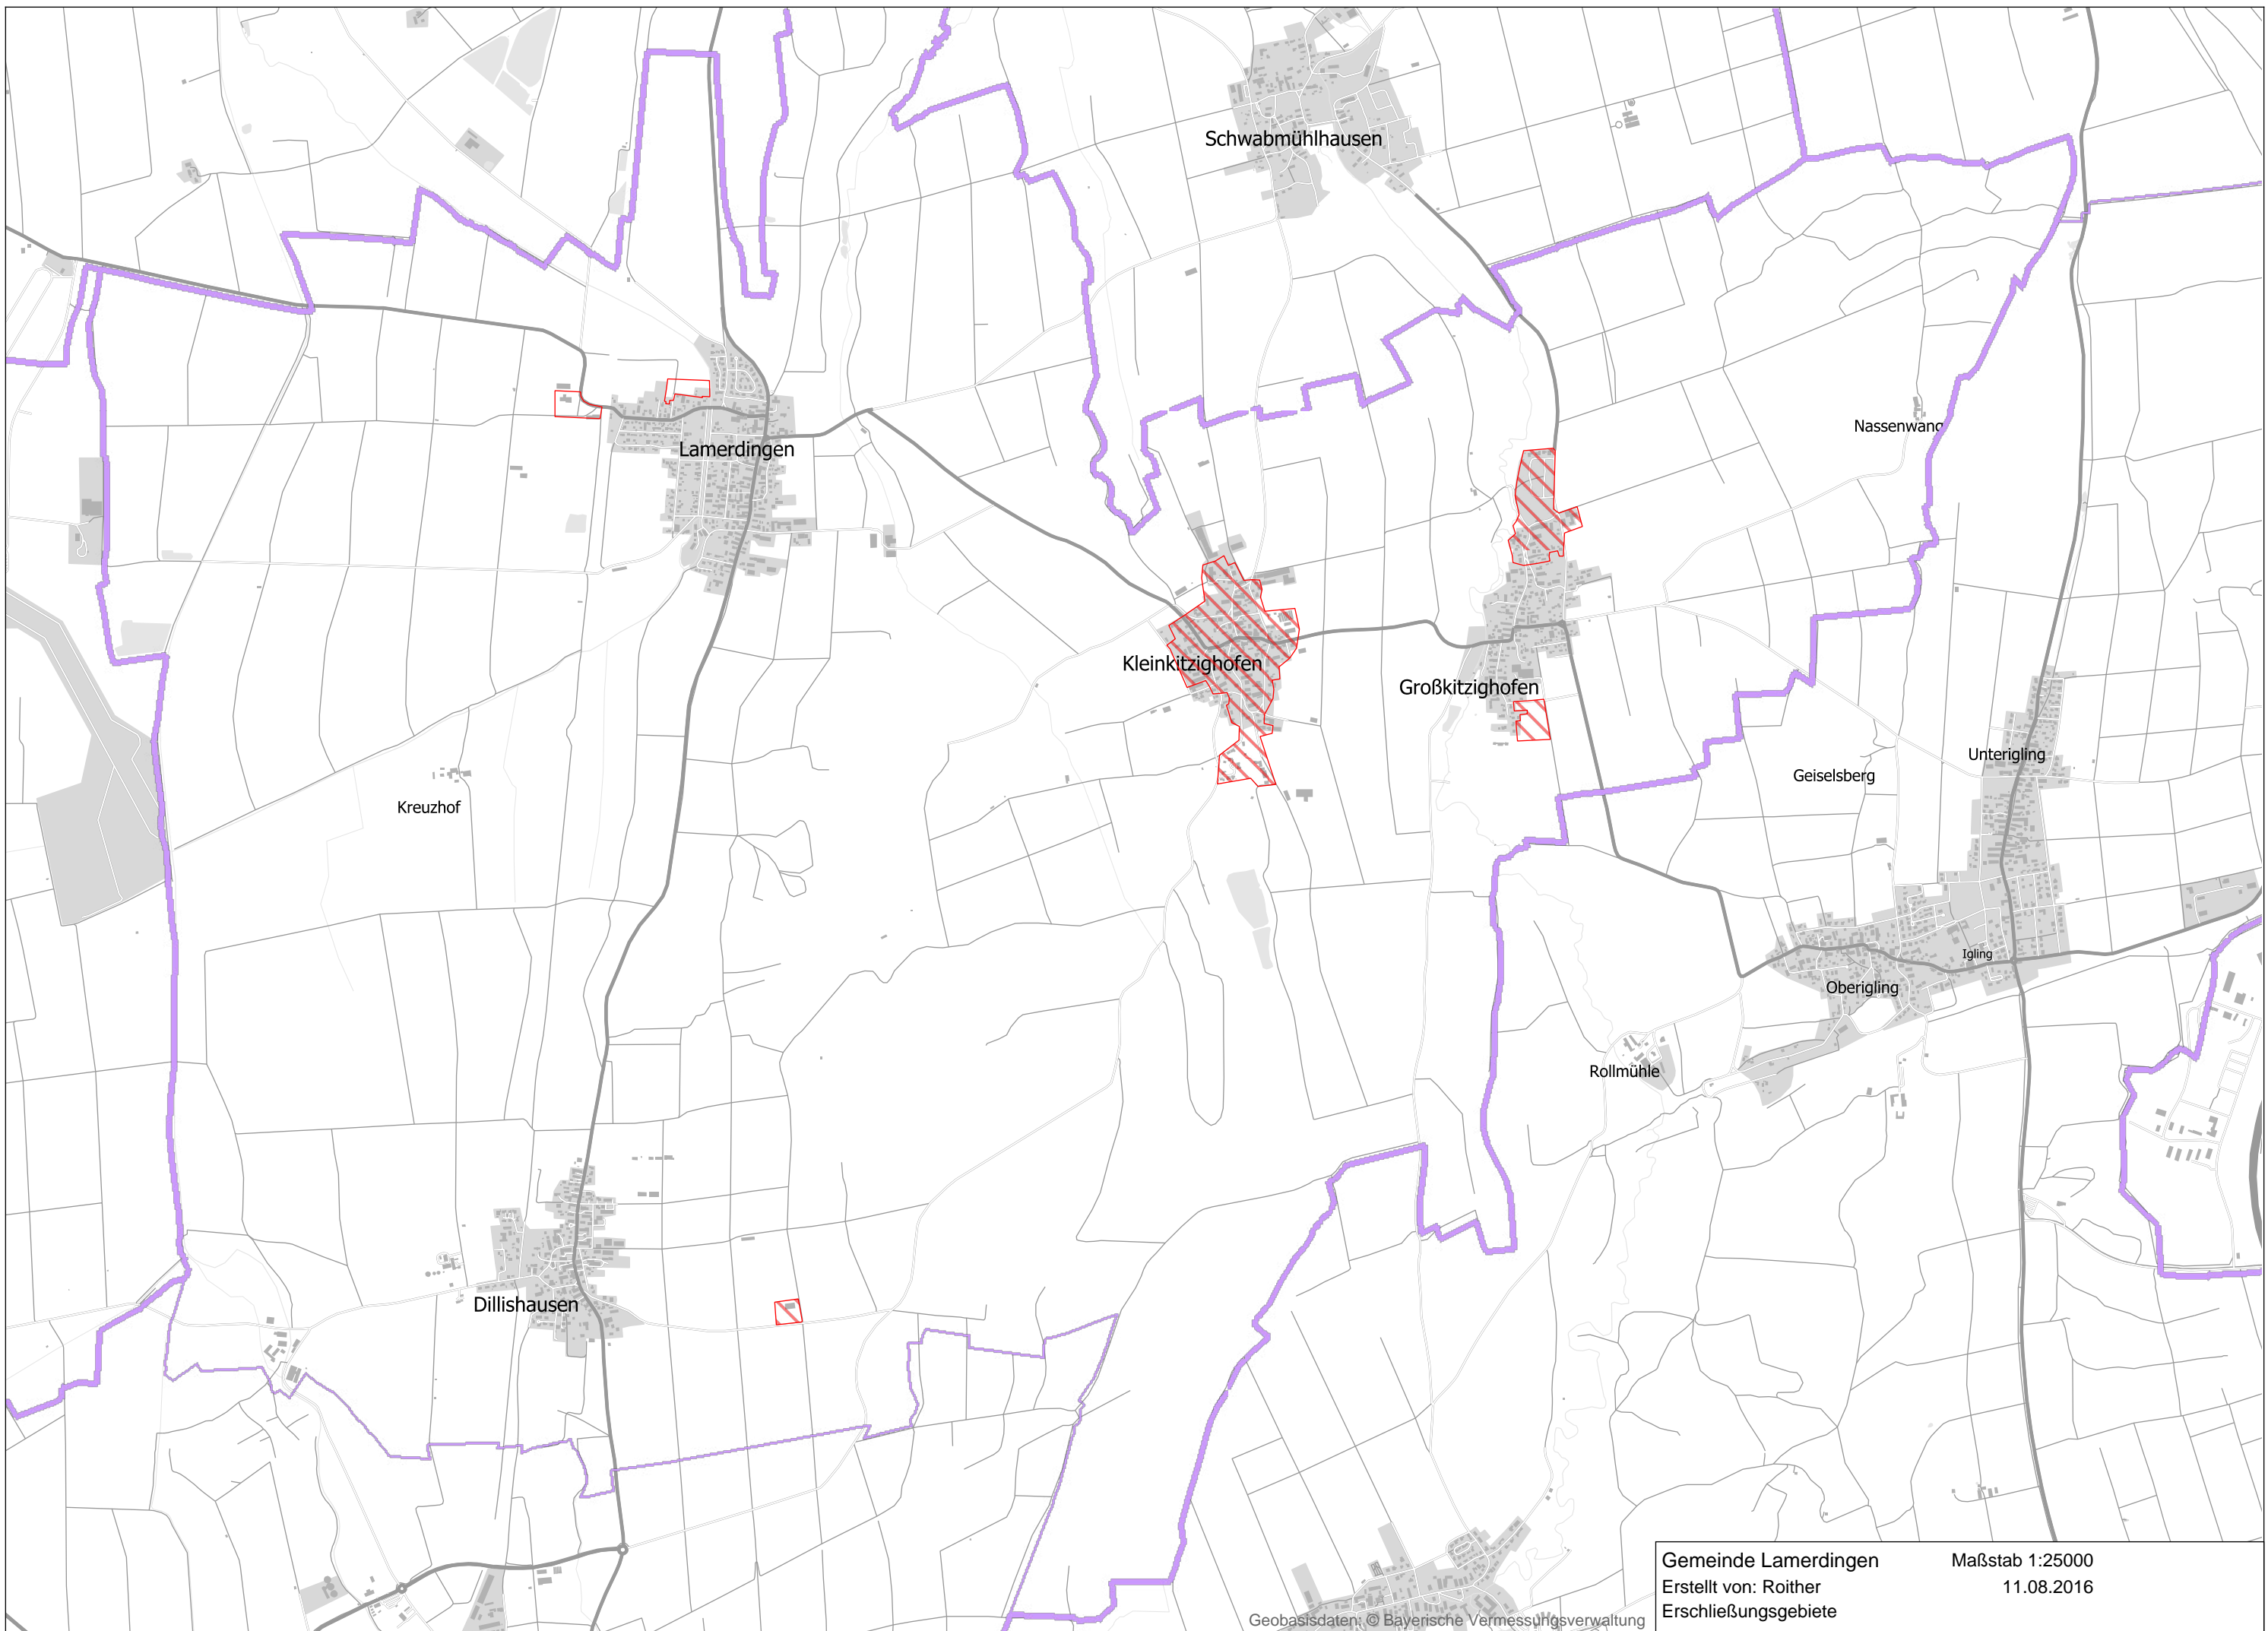 Schwabmühlhausen
Nassenwang
Lamerdingen
Kleinkitzighofen
Großkitzighofen
Unterigling
Geiselsberg
Kreuzhof
Igling
Oberigling
Rollmühle
Dillishausen
Gemeinde Lamerdingen Maßstab 1:25000
Erstellt von: Roither 11.08.2016
Erschließungsgebiete
Geobasisdaten: © Bayerische Vermessungsverwaltung